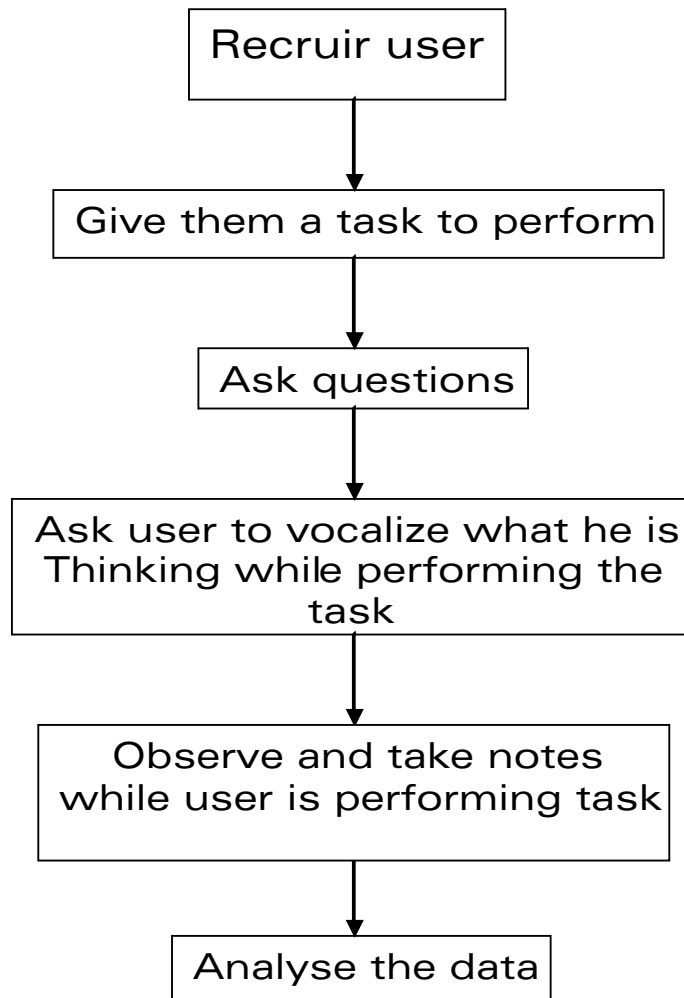 Recruir user
Give them a task to perform
Ask questions
Ask user to vocalize what he is
Thinking while performing the
task
Observe and take notes
while user is performing task
Analyse the data